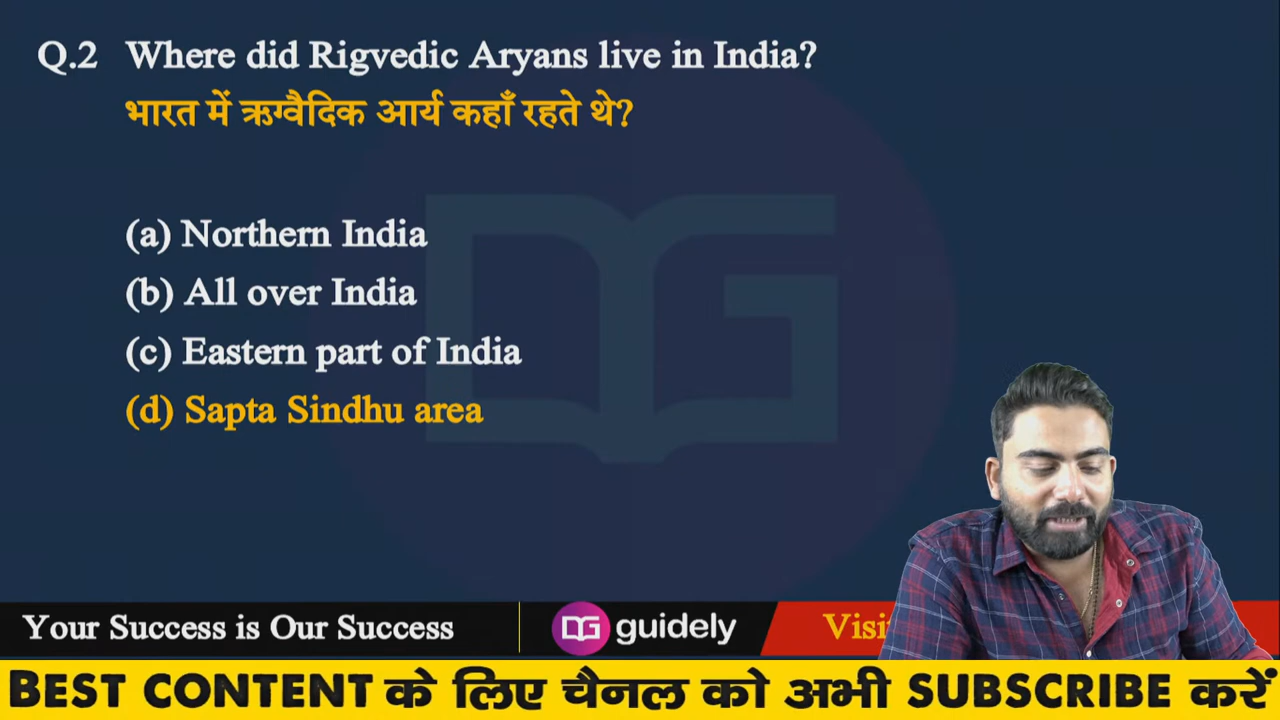 Q.2 Where did Rigvedic Aryans live in India?
भारत में ऋग्वैदिक आर्य कहाँ रहते थे?
(a) Northern India
(b) All over India
(c) Eastern part of India
(d) Sapta Sindhu area
Your Success is Our Success
DG guidely
BEST CONTENT के लिए चैनल को अभी SUBSCRIBE करें